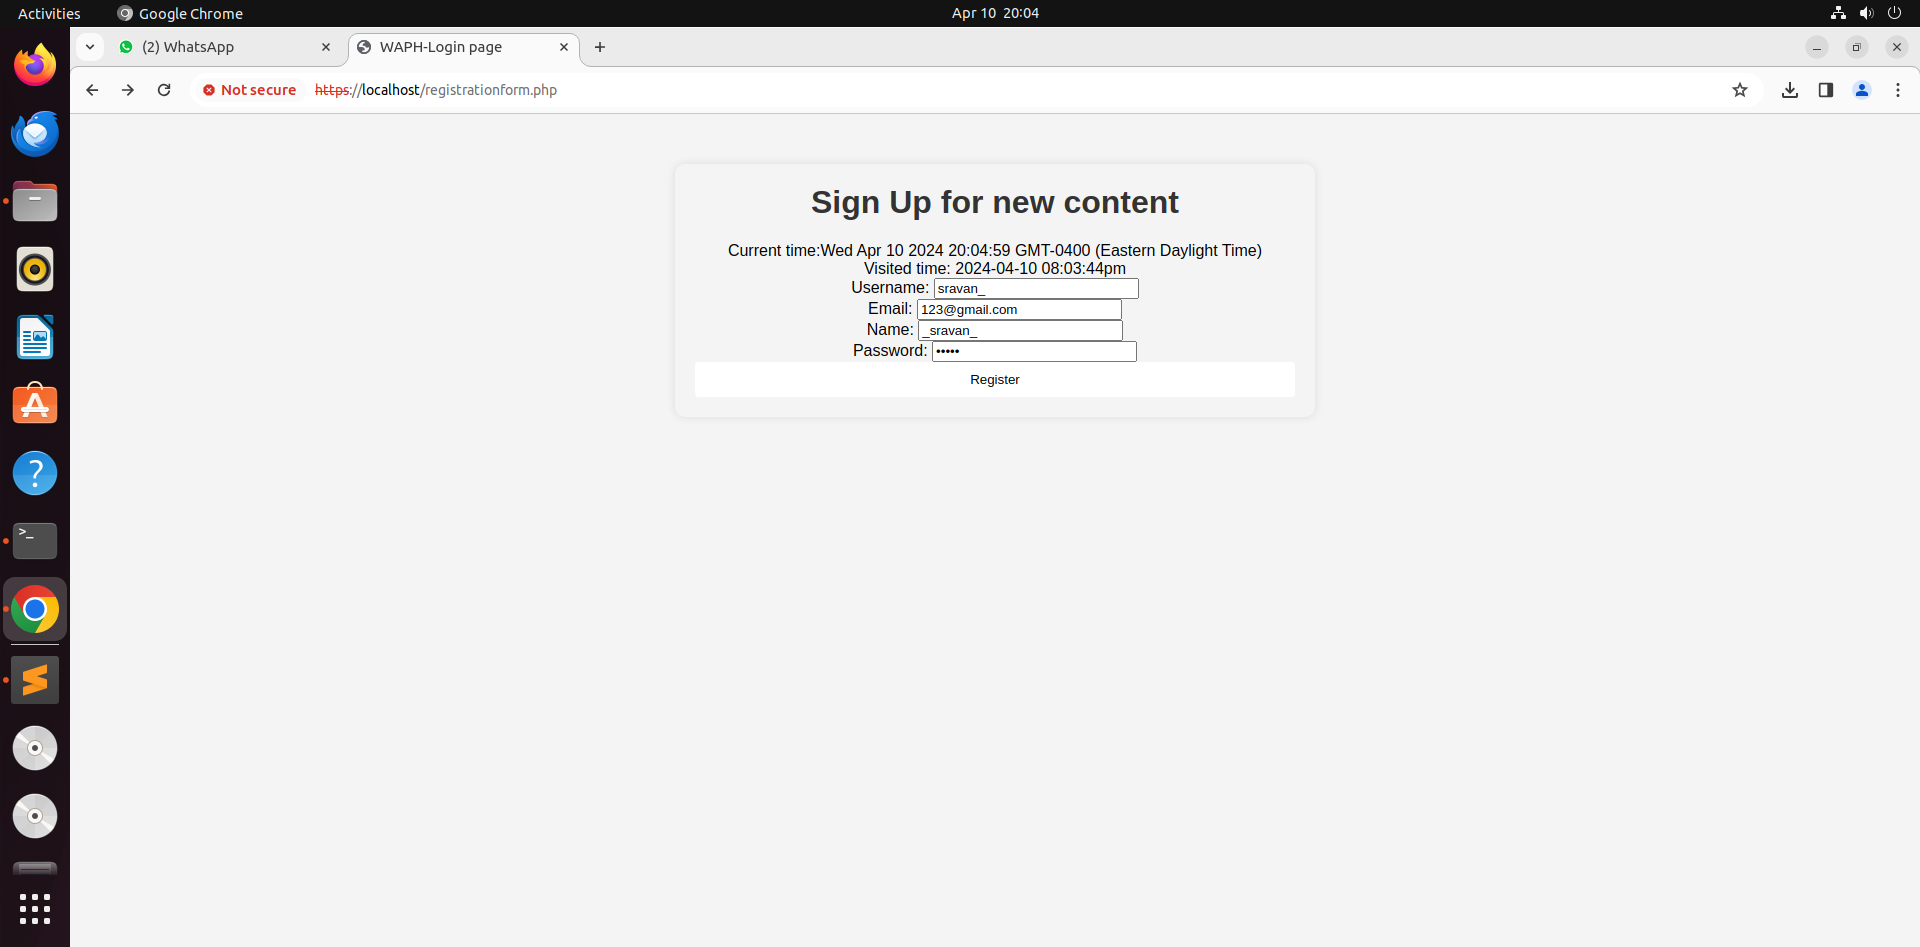 Activities Google Chrome Apr 10 20:04
(2) WhatsApp WAPH-Login page
Not secure https://localhost/registrationform.php
Sign Up for new content
Current time:Wed Apr 10 2024 20:04:59 GMT-0400 (Eastern Daylight Time)
Visited time: 2024-04-10 08:03:44pm
Username: sravan_
Email: 123@gmail.com
Name: _sravan_
Password: •••••
Register